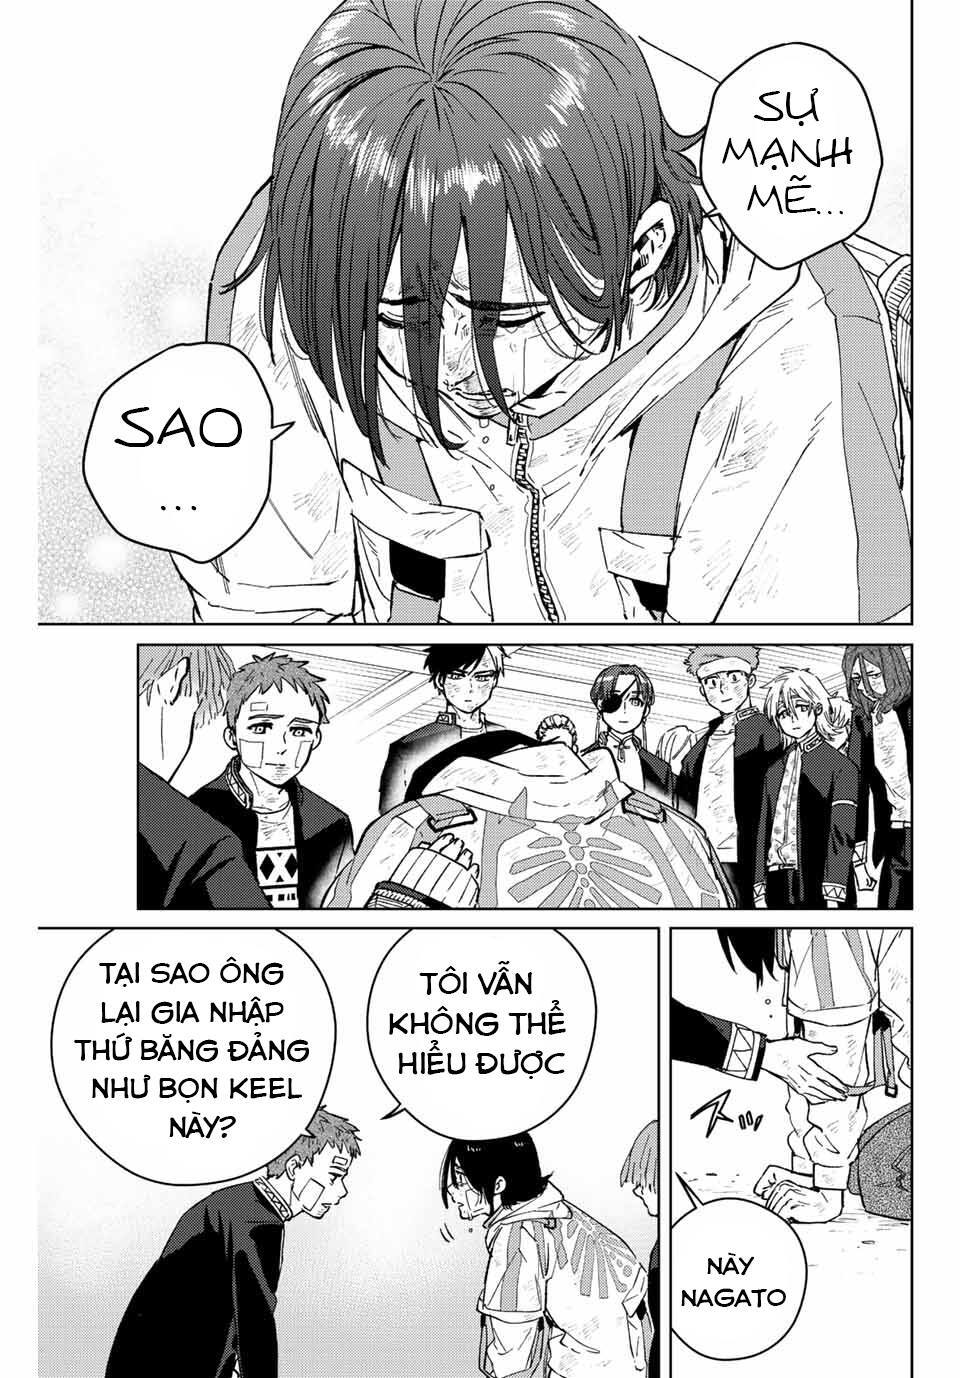 SỰ
MẠNH
MẼ...
SAO
...
NÀY
NAGATO
TÔI VẪN
KHÔNG THỂ
HIỂU ĐƯỢC
TẠI SAO ÔNG
LẠI GIA NHẬP
THỨ BĂNG ĐẢNG
NHƯ BỌN KEEL
NÀY?